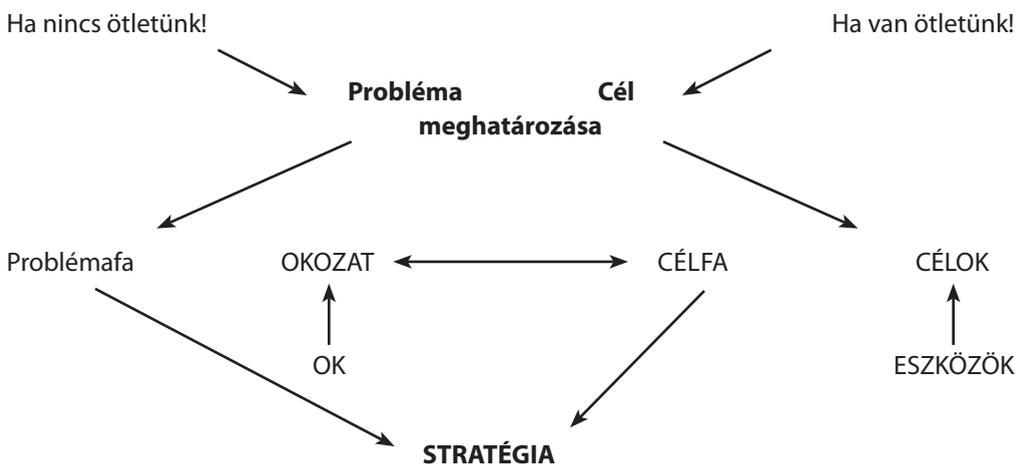 Ha nincs ötletünk! Ha van ötletünk!
Probléma Cél
meghatározása
Problémafa OKOZAT CÉLFA CÉLOK
OK ESZKÖZÖK
STRATÉGIA